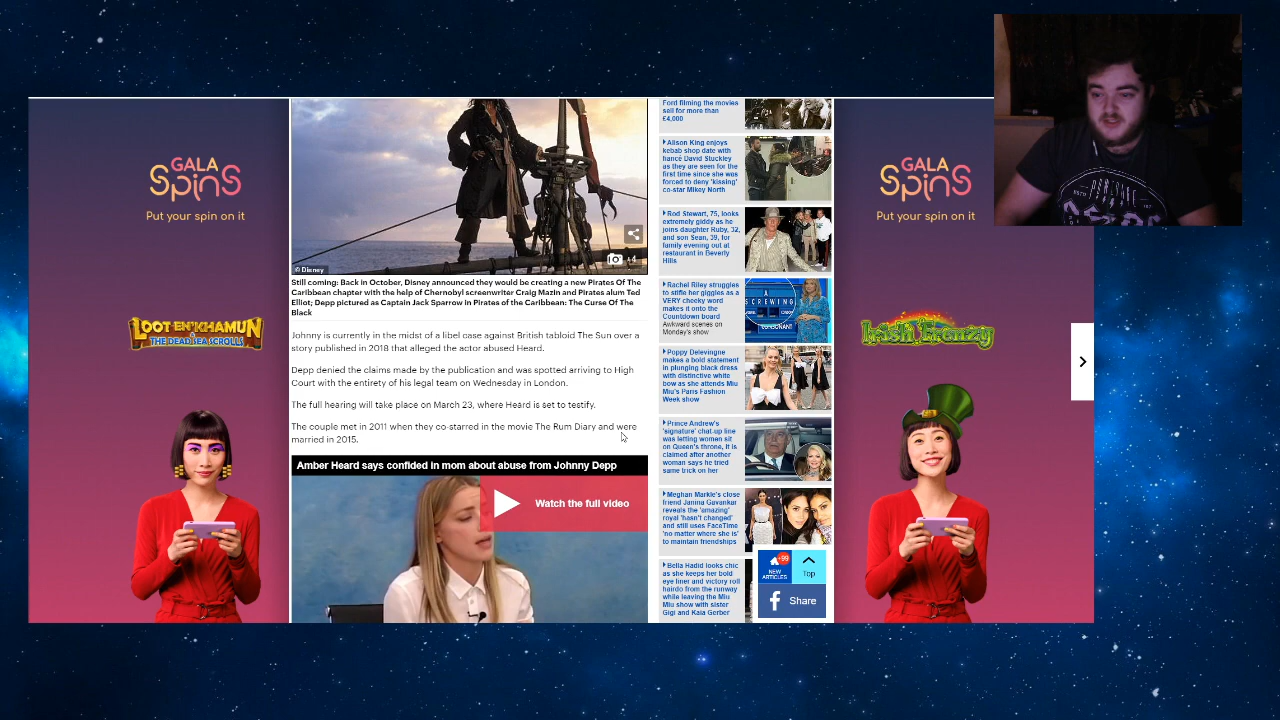 GALA
Spins
Put your spin on it
LOOT EN'KHAMUN
& THE DEAD SEA SCROLLS
+4
© Disney
Still coming: Back in October, Disney announced they would be creating a new Pirates Of The
Caribbean chapter with the help of Chernobyl screenwriter Craig Mazin and Pirates alum Ted
Elliot; Depp pictured as Captain Jack Sparrow in Pirates of the Caribbean: The Curse Of The
Black
Johnny is currently in the midst of a libel case against British tabloid The Sun over a
story published in 2018 that alleged the actor abused Heard.
Depp denied the claims made by the publication and was spotted arriving to High
Court with the entirety of his legal team on Wednesday in London.
The full hearing will take place on March 23, where Heard is set to testify.
The couple met in 2011 when they co-starred in the movie The Rum Diary and were
married in 2015.
Amber Heard says confided in mom about abuse from Johnny Depp
Watch the full video
Ford filming the movies
sell for more than
£4,000
Alison King enjoys
kebab shop date with
fiancé David Stuckley
as they are seen for the
first time since she was
forced to deny 'kissing'
co-star Mikey North
Rod Stewart, 75, looks
extremely giddy as he
joins daughter Ruby, 32,
and son Sean, 39, for
family evening out at
restaurant in Beverly
Hills
Rachel Riley struggles
to stifle her giggles as a
VERY cheeky word
makes it onto the
Countdown board
Awkward scenes on
Monday's show
SCREWING
Poppy Delevingne
makes a bold statement
in plunging black dress
with distinctive white
bow as she attends Miu
Miu's Paris Fashion
Week show
Prince Andrew's
'signature' chat-up line
was letting women sit
on Queen's throne, it is
claimed after another
woman says he tried
same trick on her
Meghan Markle's close
friend Janina Gavankar
reveals the 'amazing'
royal 'hasn't changed'
and still uses FaceTime
'no matter where she is'
to maintain friendships
Bella Hadid looks chic
as she keeps her bold
eye liner and victory roll
hairdo from the runway
while leaving the Miu
Miu show with sister
Gigi and Kaia Gerber
+99
NEW
ARTICLES
Top
Share
GALA
Spins
Put your spin on it
Irish Frenzy